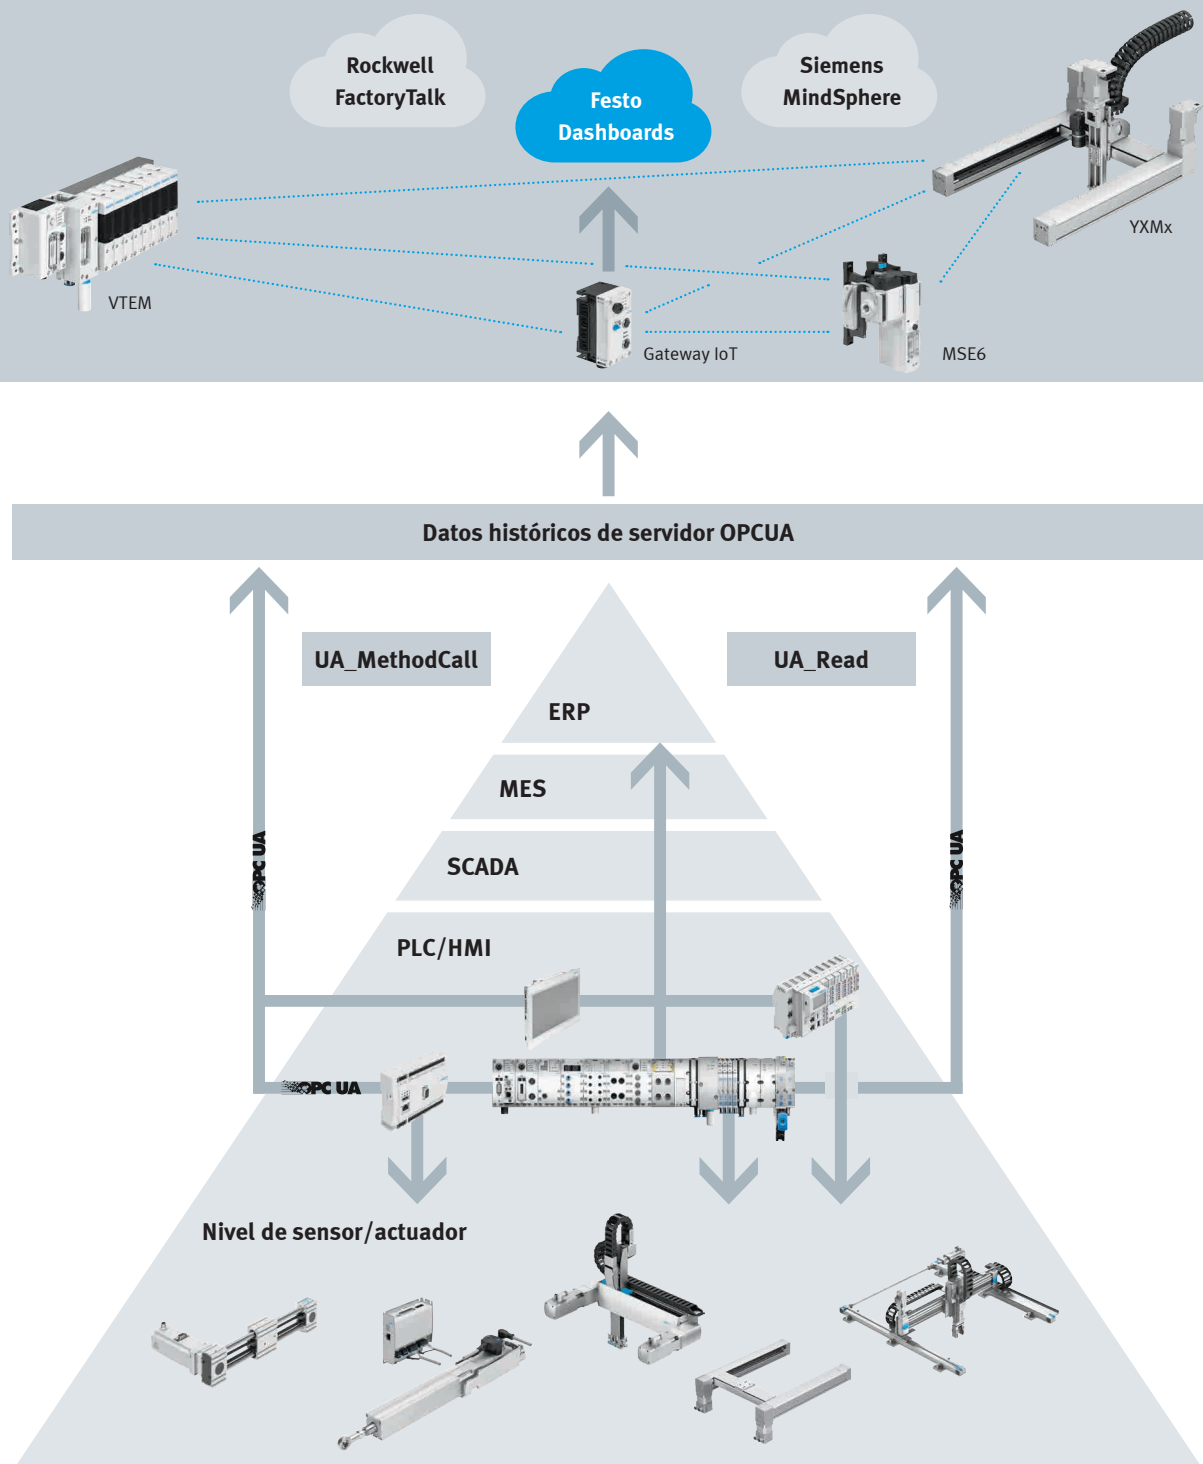 Rockwell
FactoryTalk
Festo
Dashboards
Siemens
MindSphere
YXMx
VTEM
Gateway IoT
MSE6
Datos históricos de servidor OPCUA
UA_MethodCall
UA_Read
ERP
MES
SCADA
OPC UA
OPC UA
PLC/HMI
OPC UA
Nivel de sensor/actuador